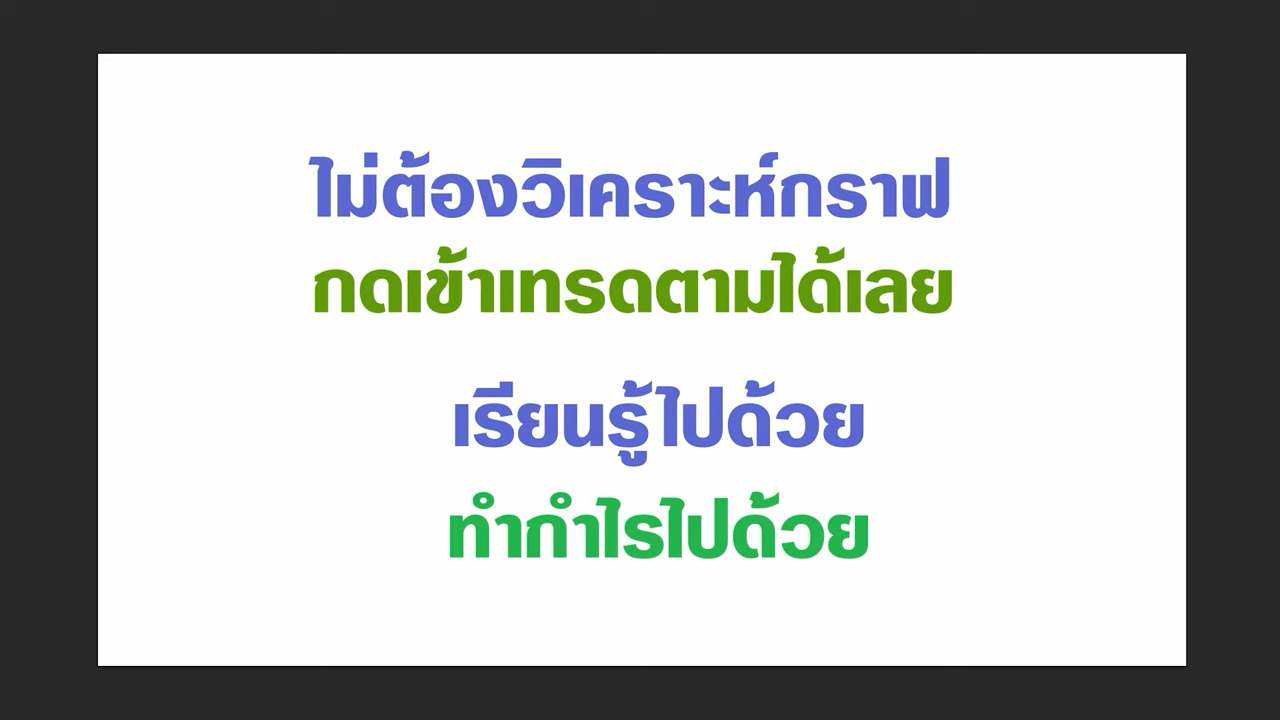 ไม่ต้องวิเคราะห์กราฟ
กดเข้าเทรดตามได้เลย
เรียนรู้ไปด้วย
ทำกำไรไปด้วย